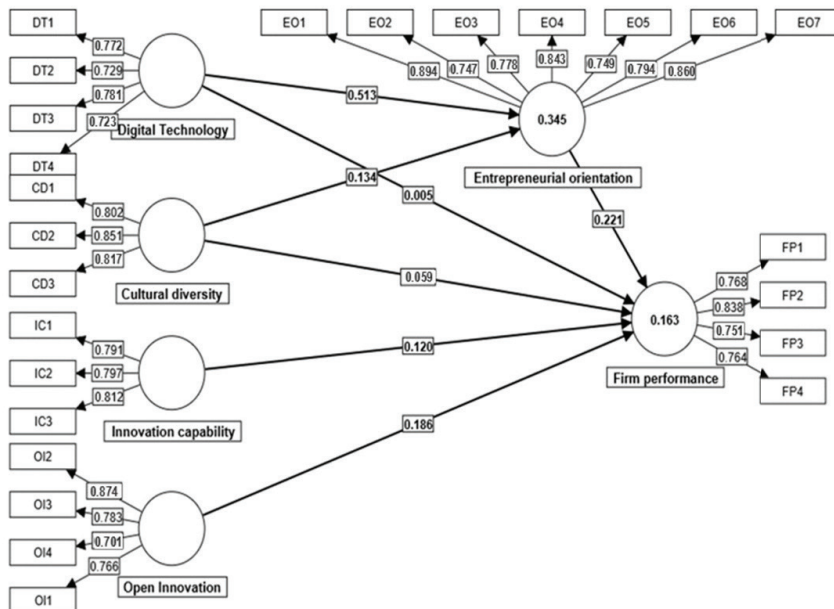 DT1
0.772
DT2
0.729
0.781
DT3
0.723
Digital Technology
DT4
EO1
EO2
EO3
EO4
EO5
EO6
EO7
0.894
0.747
0.778
0.843
0.749
0.794
0.860
0.345
Entrepreneurial orientation
0.513
0.134
0.005
0.221
CD1
0.802
CD2
0.851
0.817
CD3
Cultural diversity
0.059
IC1
0.791
IC2
0.797
0.812
IC3
Innovation capability
0.120
0.163
Firm performance
FP1
0.768
FP2
0.838
0.751
FP3
0.764
FP4
0.186
OI2
0.874
OI3
0.783
0.701
OI4
0.766
Open Innovation
OI1